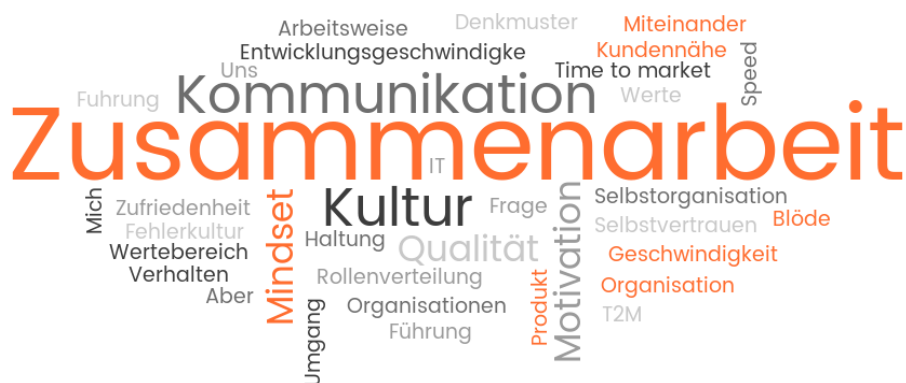 Arbeitsweise
Denkmuster
Miteinander
Entwicklungsgeschwindigke
Kundennähe
Uns
Time to market
Speed
Fuhrung
Kommunikation
Werte
Zusammenarbeit
IT
Mich
Zufriedenheit
Mindset
Kultur
Frage
Motivation
Selbstorganisation
Fehlerkultur
Selbstvertrauen
Blöde
Wertebereich
Haltung
Qualität
Geschwindigkeit
Verhalten
Rollenverteilung
Produkt
Organisation
Aber
Umgang
Organisationen
T2M
Führung